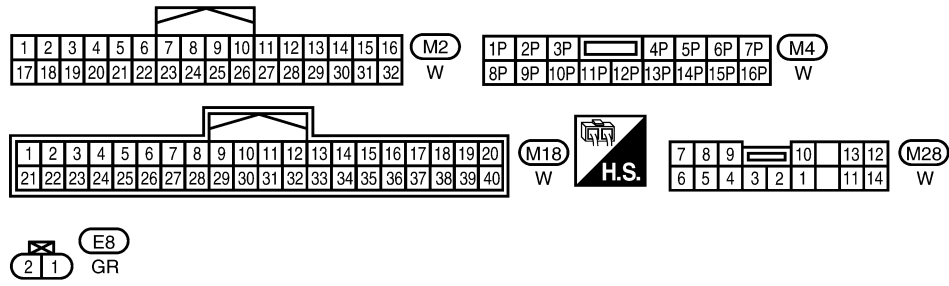 1 2 3 4 5 6 7 8 9 10 11 12 13 14 15 16 M2
17 18 19 20 21 22 23 24 25 26 27 28 29 30 31 32 W
1P 2P 3P 4P 5P 6P 7P M4
8P 9P 10P 11P 12P 13P 14P 15P 16P W
1 2 3 4 5 6 7 8 9 10 11 12 13 14 15 16 17 18 19 20 M18
21 22 23 24 25 26 27 28 29 30 31 32 33 34 35 36 37 38 39 40 W
H.S.
7 8 9 10 13 12 M28
6 5 4 3 2 1 11 14 W
E8
2 1 GR